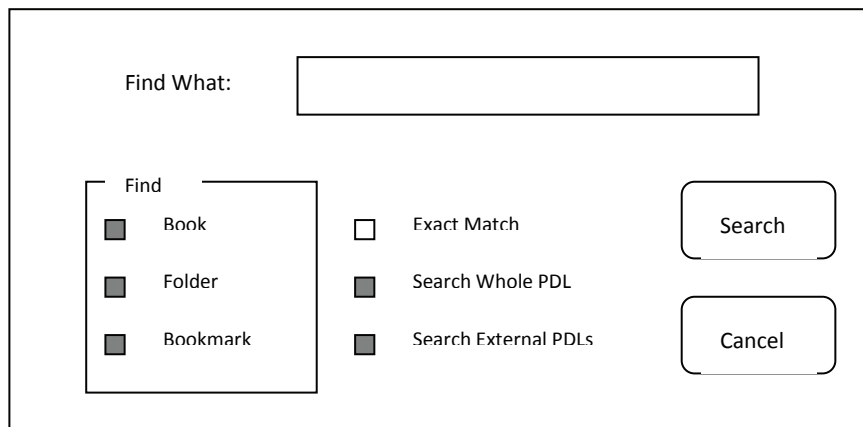 Find What:
Find
Book
Exact Match
Search
Folder
Search Whole PDL
Bookmark
Search External PDLs
Cancel